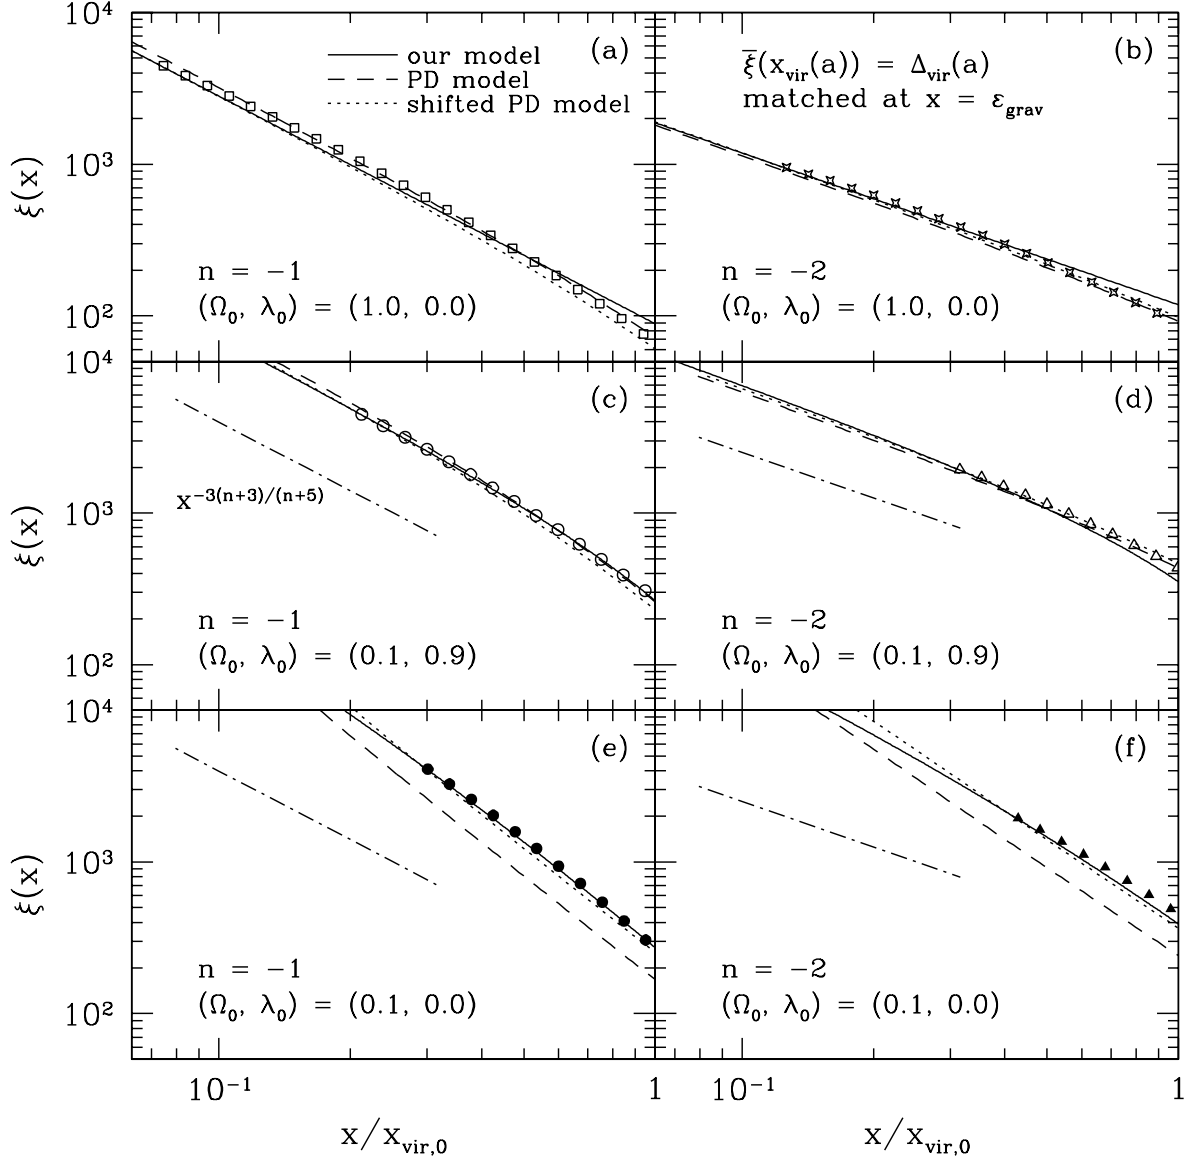 10⁴
(a)
our model
PD model
shifted PD model
10³
ξ(x)
n = −1
(Ω₀, λ₀) = (1.0, 0.0)
10²
(b)
ξ̅(x_vir(a)) = Δ_vir(a)
matched at x = ε_grav
n = −2
(Ω₀, λ₀) = (1.0, 0.0)
10⁴
(c)
x^−3(n+3)/(n+5)
10³
ξ(x)
n = −1
(Ω₀, λ₀) = (0.1, 0.9)
10²
(d)
n = −2
(Ω₀, λ₀) = (0.1, 0.9)
10⁴
(e)
10³
ξ(x)
n = −1
(Ω₀, λ₀) = (0.1, 0.0)
10²
(f)
n = −2
(Ω₀, λ₀) = (0.1, 0.0)
10⁻¹
1
10⁻¹
1
x/x_vir,0
x/x_vir,0